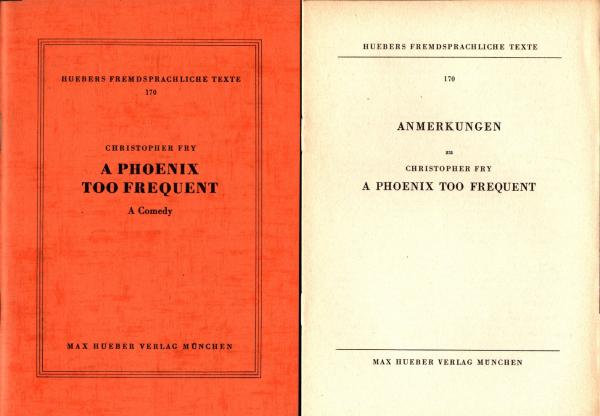 HUEBERS FREMDSPRACHLICHE TEXTE
170
CHRISTOPHER FRY
A PHOENIX
TOO FREQUENT
A Comedy
MAX HUEBER VERLAG MÜNCHEN
HUEBERS FREMDSPRACHLICHE TEXTE
170
ANMERKUNGEN
zu
CHRISTOPHER FRY
A PHOENIX TOO FREQUENT
MAX HUEBER VERLAG MÜNCHEN